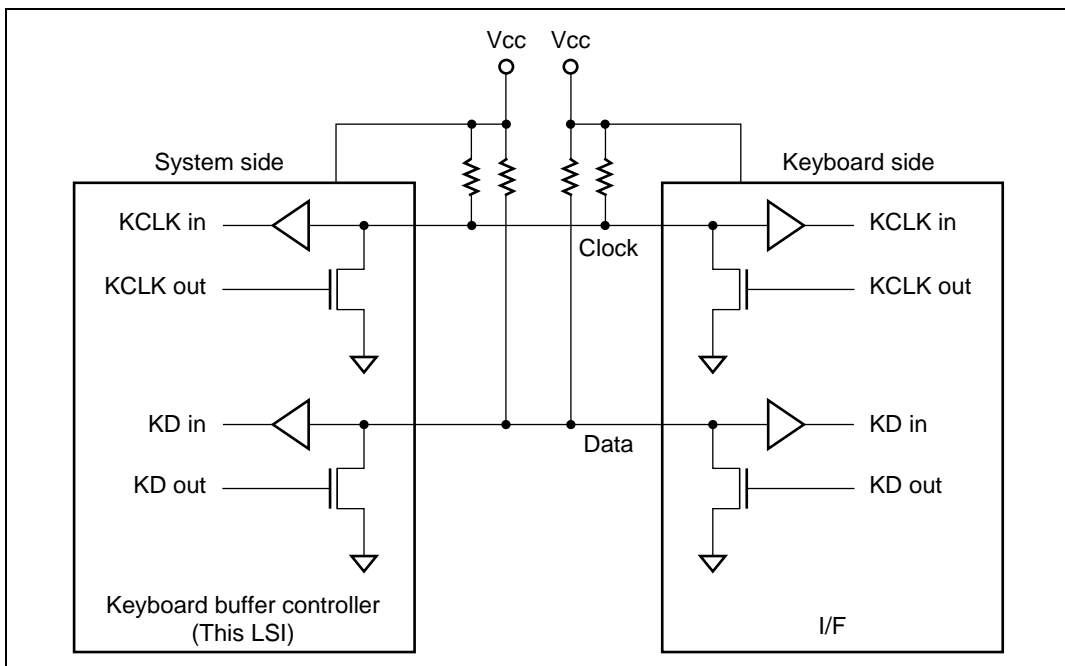 Vcc Vcc
System side
Keyboard side
KCLK in
KCLK in
Clock
KCLK out
KCLK out
KD in
KD in
Data
KD out
KD out
Keyboard buffer controller
(This LSI)
I/F